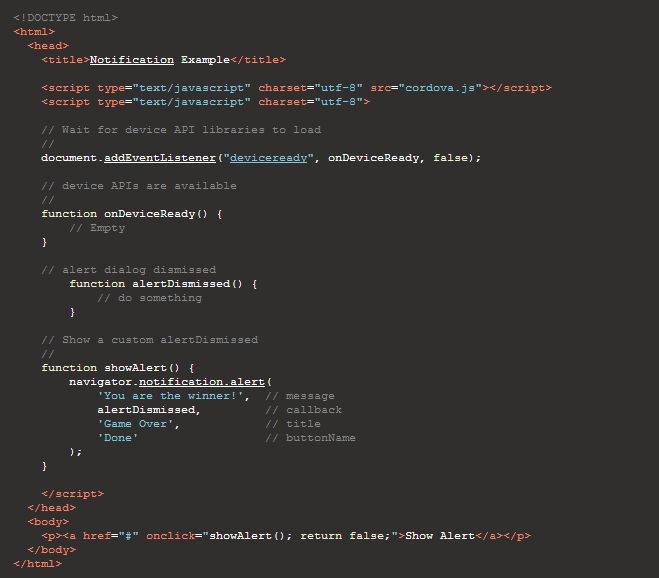 <!DOCTYPE html>
<html>
<head>
<title>Notification Example</title>
<script type="text/javascript" charset="utf-8" src="cordova.js"></script>
<script type="text/javascript" charset="utf-8">
// Wait for device API libraries to load
//
document.addEventListener("deviceready", onDeviceReady, false);
// device APIs are available
//
function onDeviceReady() {
// Empty
}
// alert dialog dismissed
function alertDismissed() {
// do something
}
// Show a custom alertDismissed
//
function showAlert() {
navigator.notification.alert(
'You are the winner!', // message
alertDismissed, // callback
'Game Over', // title
'Done' // buttonName
);
}
</script>
</head>
<body>
<p><a href="#" onclick="showAlert(); return false;">Show Alert</a></p>
</body>
</html>